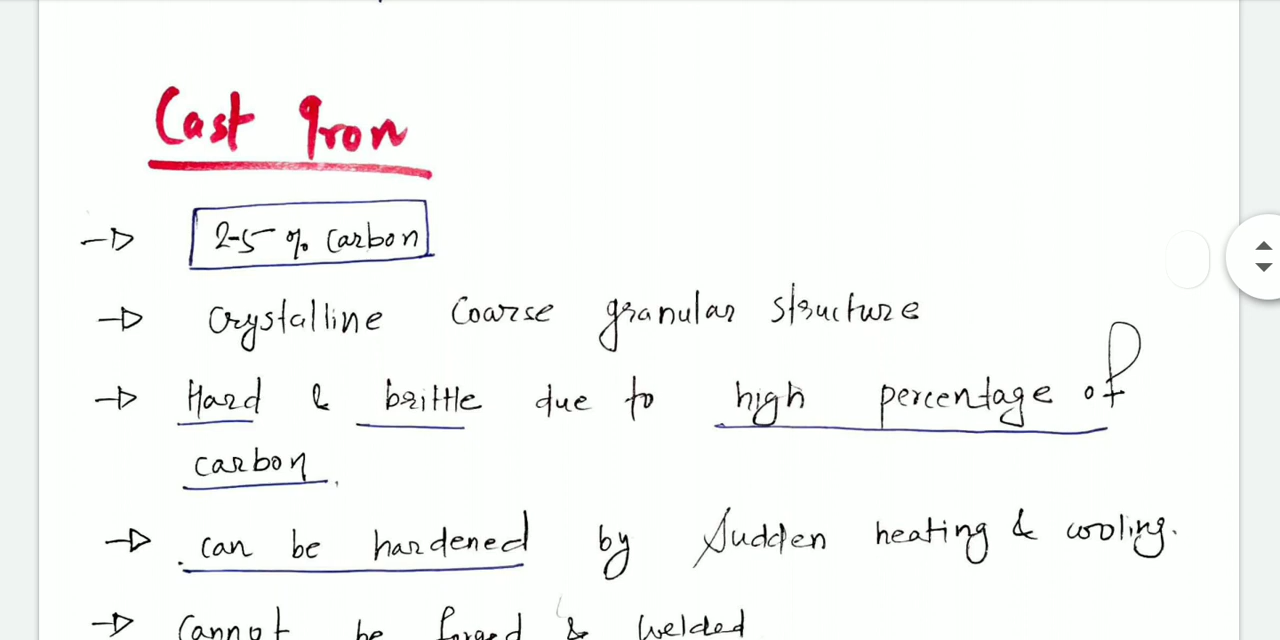 Cast Iron
→ 2-5 % Carbon
→ Crystalline Coarse granular structure
→ Hard & brittle due to high percentage of
carbon.
→ can be hardened by Sudden heating & cooling.
→ Cannot be forged & welded